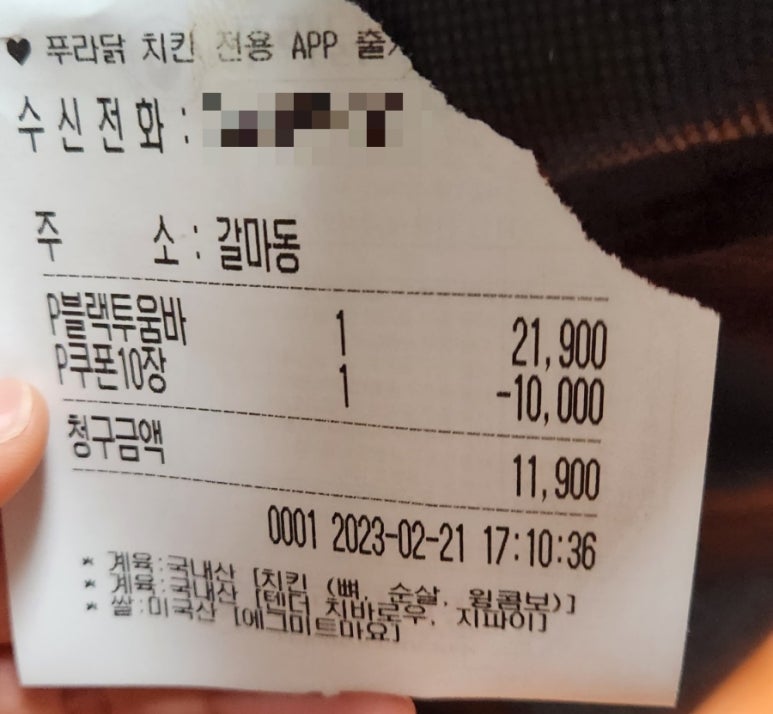 ♥ 푸라닭 치킨 전용 APP 출
수신전화 :
주 소 : 갈마동
P블랙투움바 1 21,900
P쿠폰10장 1 -10,000
청구금액 11,900
0001 2023-02-21 17:10:36
* 계육:국내산 [치킨 (뼈, 순살, 윙콤보)]
* 계육:국내산 [텐더 치바로우, 지파이]
* 쌀:미국산 [에그미트마요]